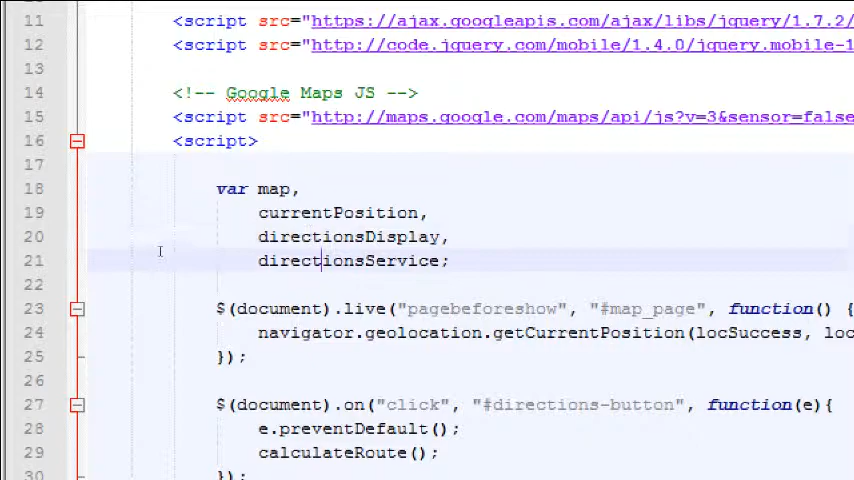 11 <script src="https://ajax.googleapis.com/ajax/libs/jquery/1.7.2/
12 <script src="http://code.jquery.com/mobile/1.4.0/jquery.mobile-1
13
14 <!-- Google Maps JS -->
15 <script src="http://maps.google.com/maps/api/js?v=3&sensor=false
16 <script>
17
18 var map,
19 currentPosition,
20 directionsDisplay,
21 directionsService;
22
23 $(document).live("pagebeforeshow", "#map_page", function() {
24 navigator.geolocation.getCurrentPosition(locSuccess, loc
25 });
26
27 $(document).on("click", "#directions-button", function(e){
28 e.preventDefault();
29 calculateRoute();
30 });